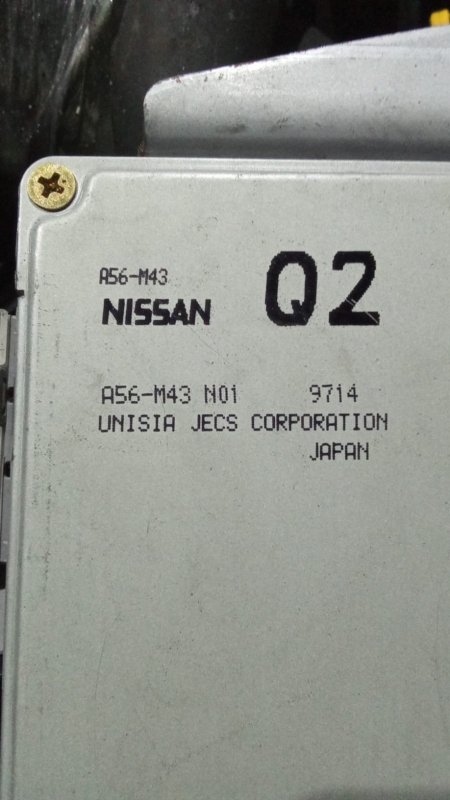 A56-M43
NISSAN Q2
A56-M43 N01 9714
UNISIA JECS CORPORATION
JAPAN